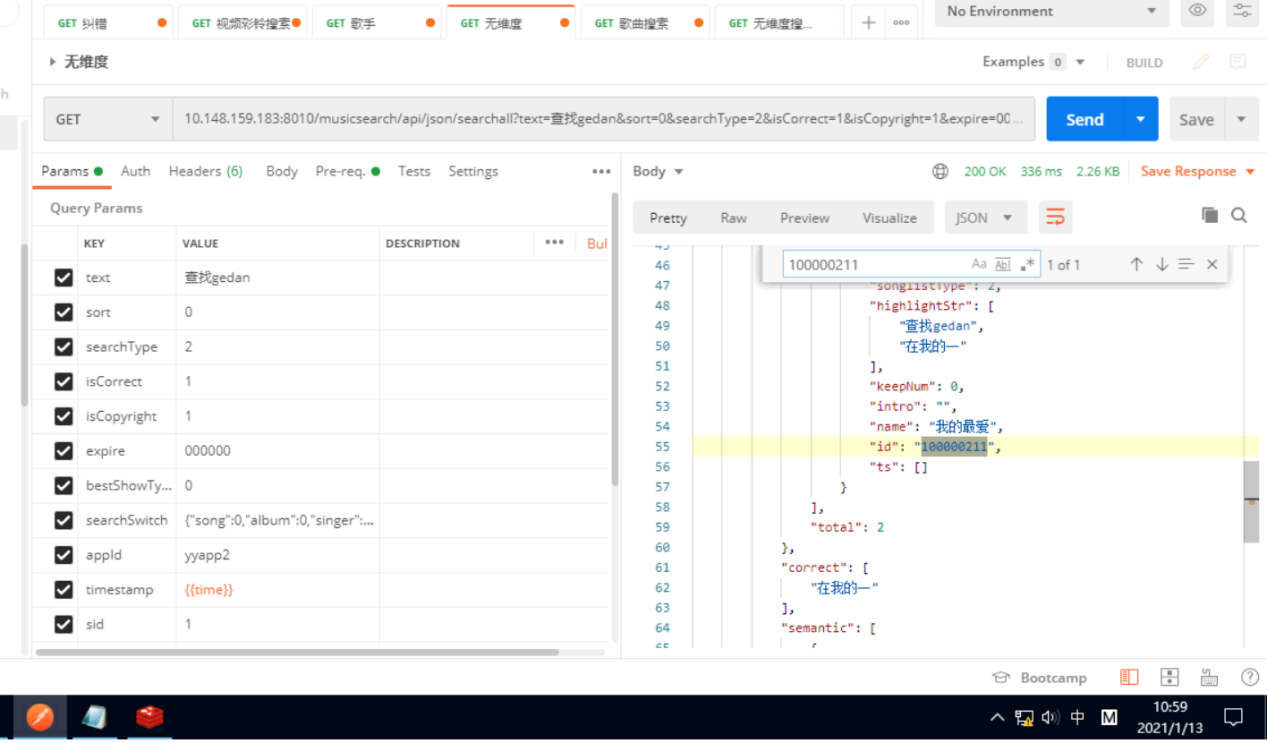 GET 纠错
GET 视频彩铃搜索
GET 歌手
GET 无维度
GET 歌曲搜索
GET 无维度搜...
No Environment
无维度
Examples 0
BUILD
h
GET
10.148.159.183:8010/musicsearch/api/json/searchall?text=查找gedan&sort=0&searchType=2&isCorrect=1&isCopyright=1&expire=00...
Send
Save
Params
Auth
Headers (6)
Body
Pre-req.
Tests
Settings
Body
200 OK
336 ms
2.26 KB
Save Response
Query Params
Pretty
Raw
Preview
Visualize
JSON
KEY
VALUE
DESCRIPTION
Bul
text 查找gedan
sort 0
searchType 2
isCorrect 1
isCopyright 1
expire 000000
bestShowTy... 0
searchSwitch {"song":0,"album":0,"singer":...
appId yyapp2
timestamp {{time}}
sid 1
100000211
Aa
Abl
.*
1 of 1
45
46
47 "songlistType": 2,
48 "highlightStr": [
49 "查找gedan",
50 "在我的一"
51 ],
52 "keepNum": 0,
53 "intro": "",
54 "name": "我的最爱",
55 "id": "100000211",
56 "ts": []
57 }
58 ],
59 "total": 2
60 },
61 "correct": [
62 "在我的一"
63 ],
64 "semantic": [
65 {
Bootcamp
中
M
10:59
2021/1/13